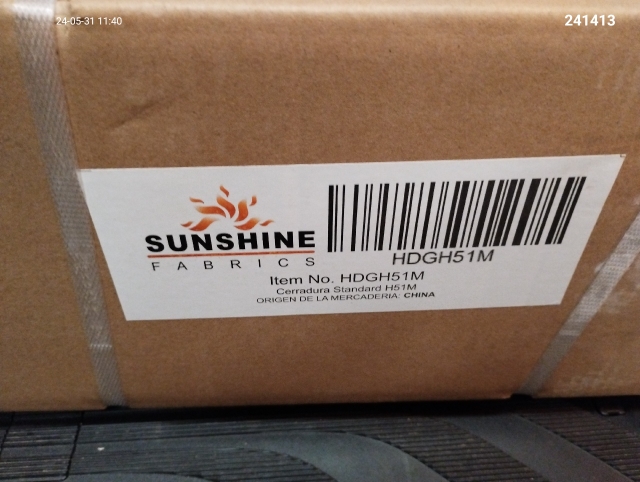 24-05-31 11:40
241413
SUNSHINE
FABRICS
HDGH51M
Item No. HDGH51M
Cerradura Standard H51M
ORIGEN DE LA MERCADERIA: CHINA